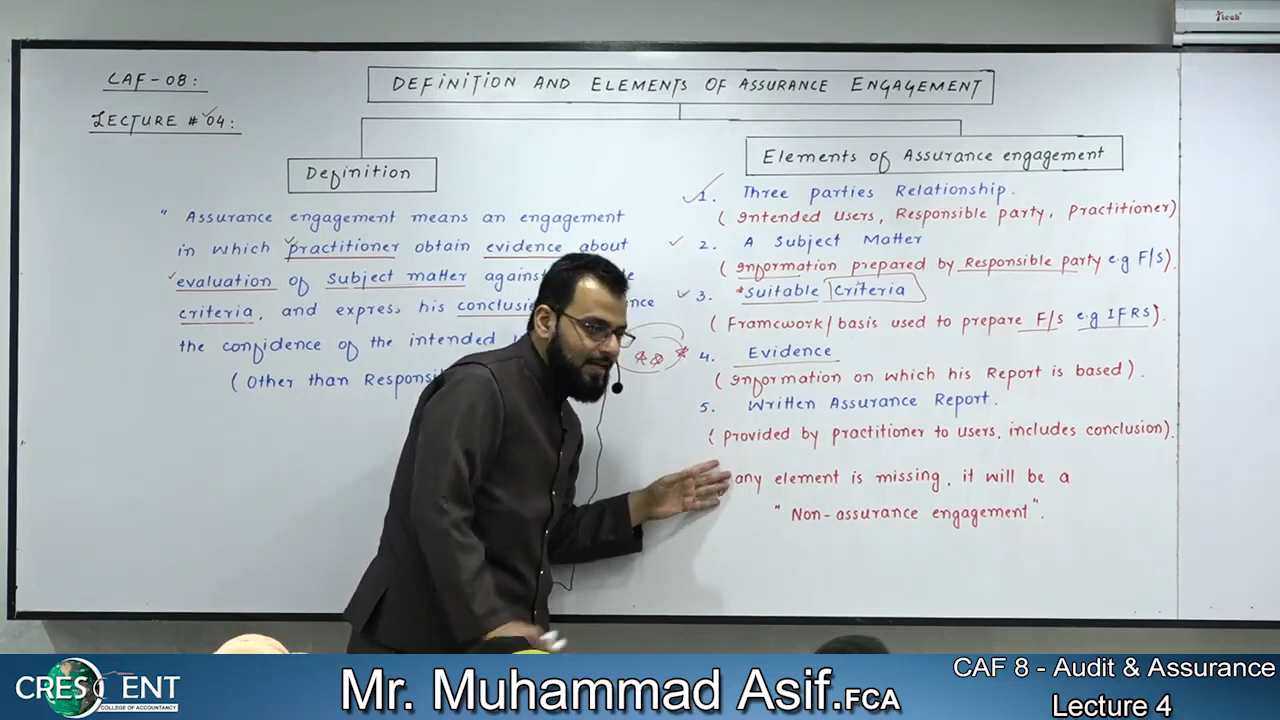 CAF-08:
LECTURE # 04:
DEFINITION AND ELEMENTS OF ASSURANCE ENGAGEMENT
Definition
" Assurance engagement means an engagement
in which practitioner obtain evidence about
evaluation of subject matter against
criteria, and express his
the confidence of the intended
( Other than
Elements of Assurance engagement
1. Three parties Relationship.
( Intended Users, Responsible party, Practitioner)
2. A Subject Matter
( Information prepared by Responsible party e.g F/s).
3. *Suitable Criteria
( Framework/basis used to prepare F/s e.g IFRS).
4. Evidence
( Information on which his Report is based).
5. Written Assurance Report.
( Provided by practitioner to users, includes conclusion).
any element is missing, it will be a
" Non-assurance engagement".
itech
CRESCENT
COLLEGE OF ACCOUNTANCY
Mr. Muhammad Asif.FCA
CAF 8 - Audit & Assurance
Lecture 4